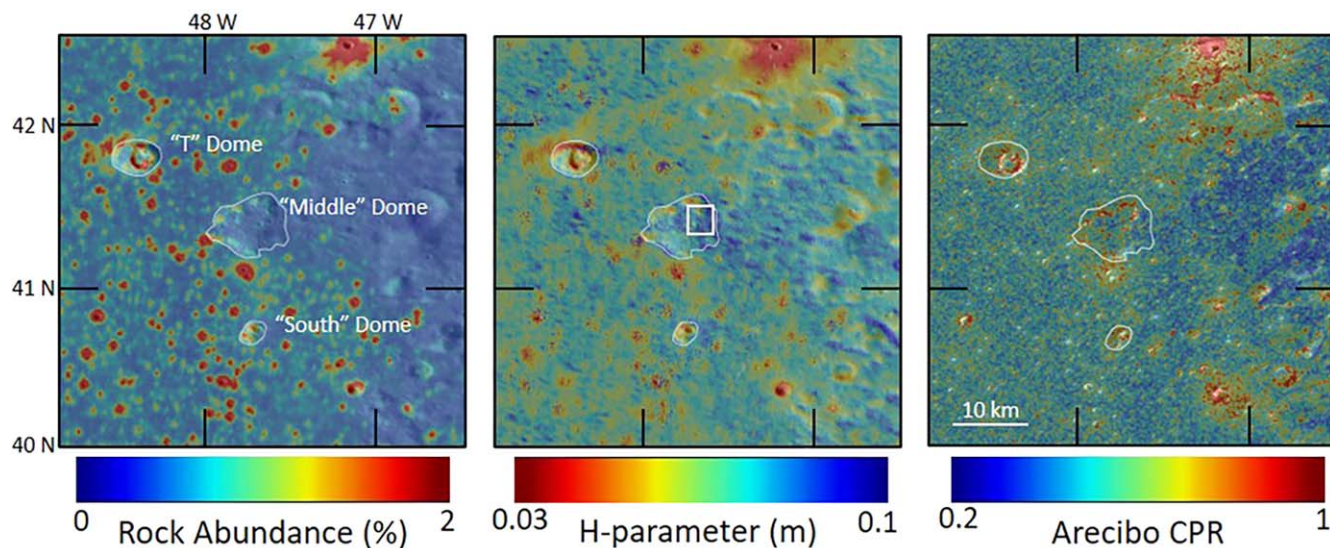 48 W 47 W
42 N
41 N
40 N
"T" Dome
"Middle" Dome
"South" Dome
10 km
0 Rock Abundance (%) 2
0.03 H-parameter (m) 0.1
0.2 Arecibo CPR 1